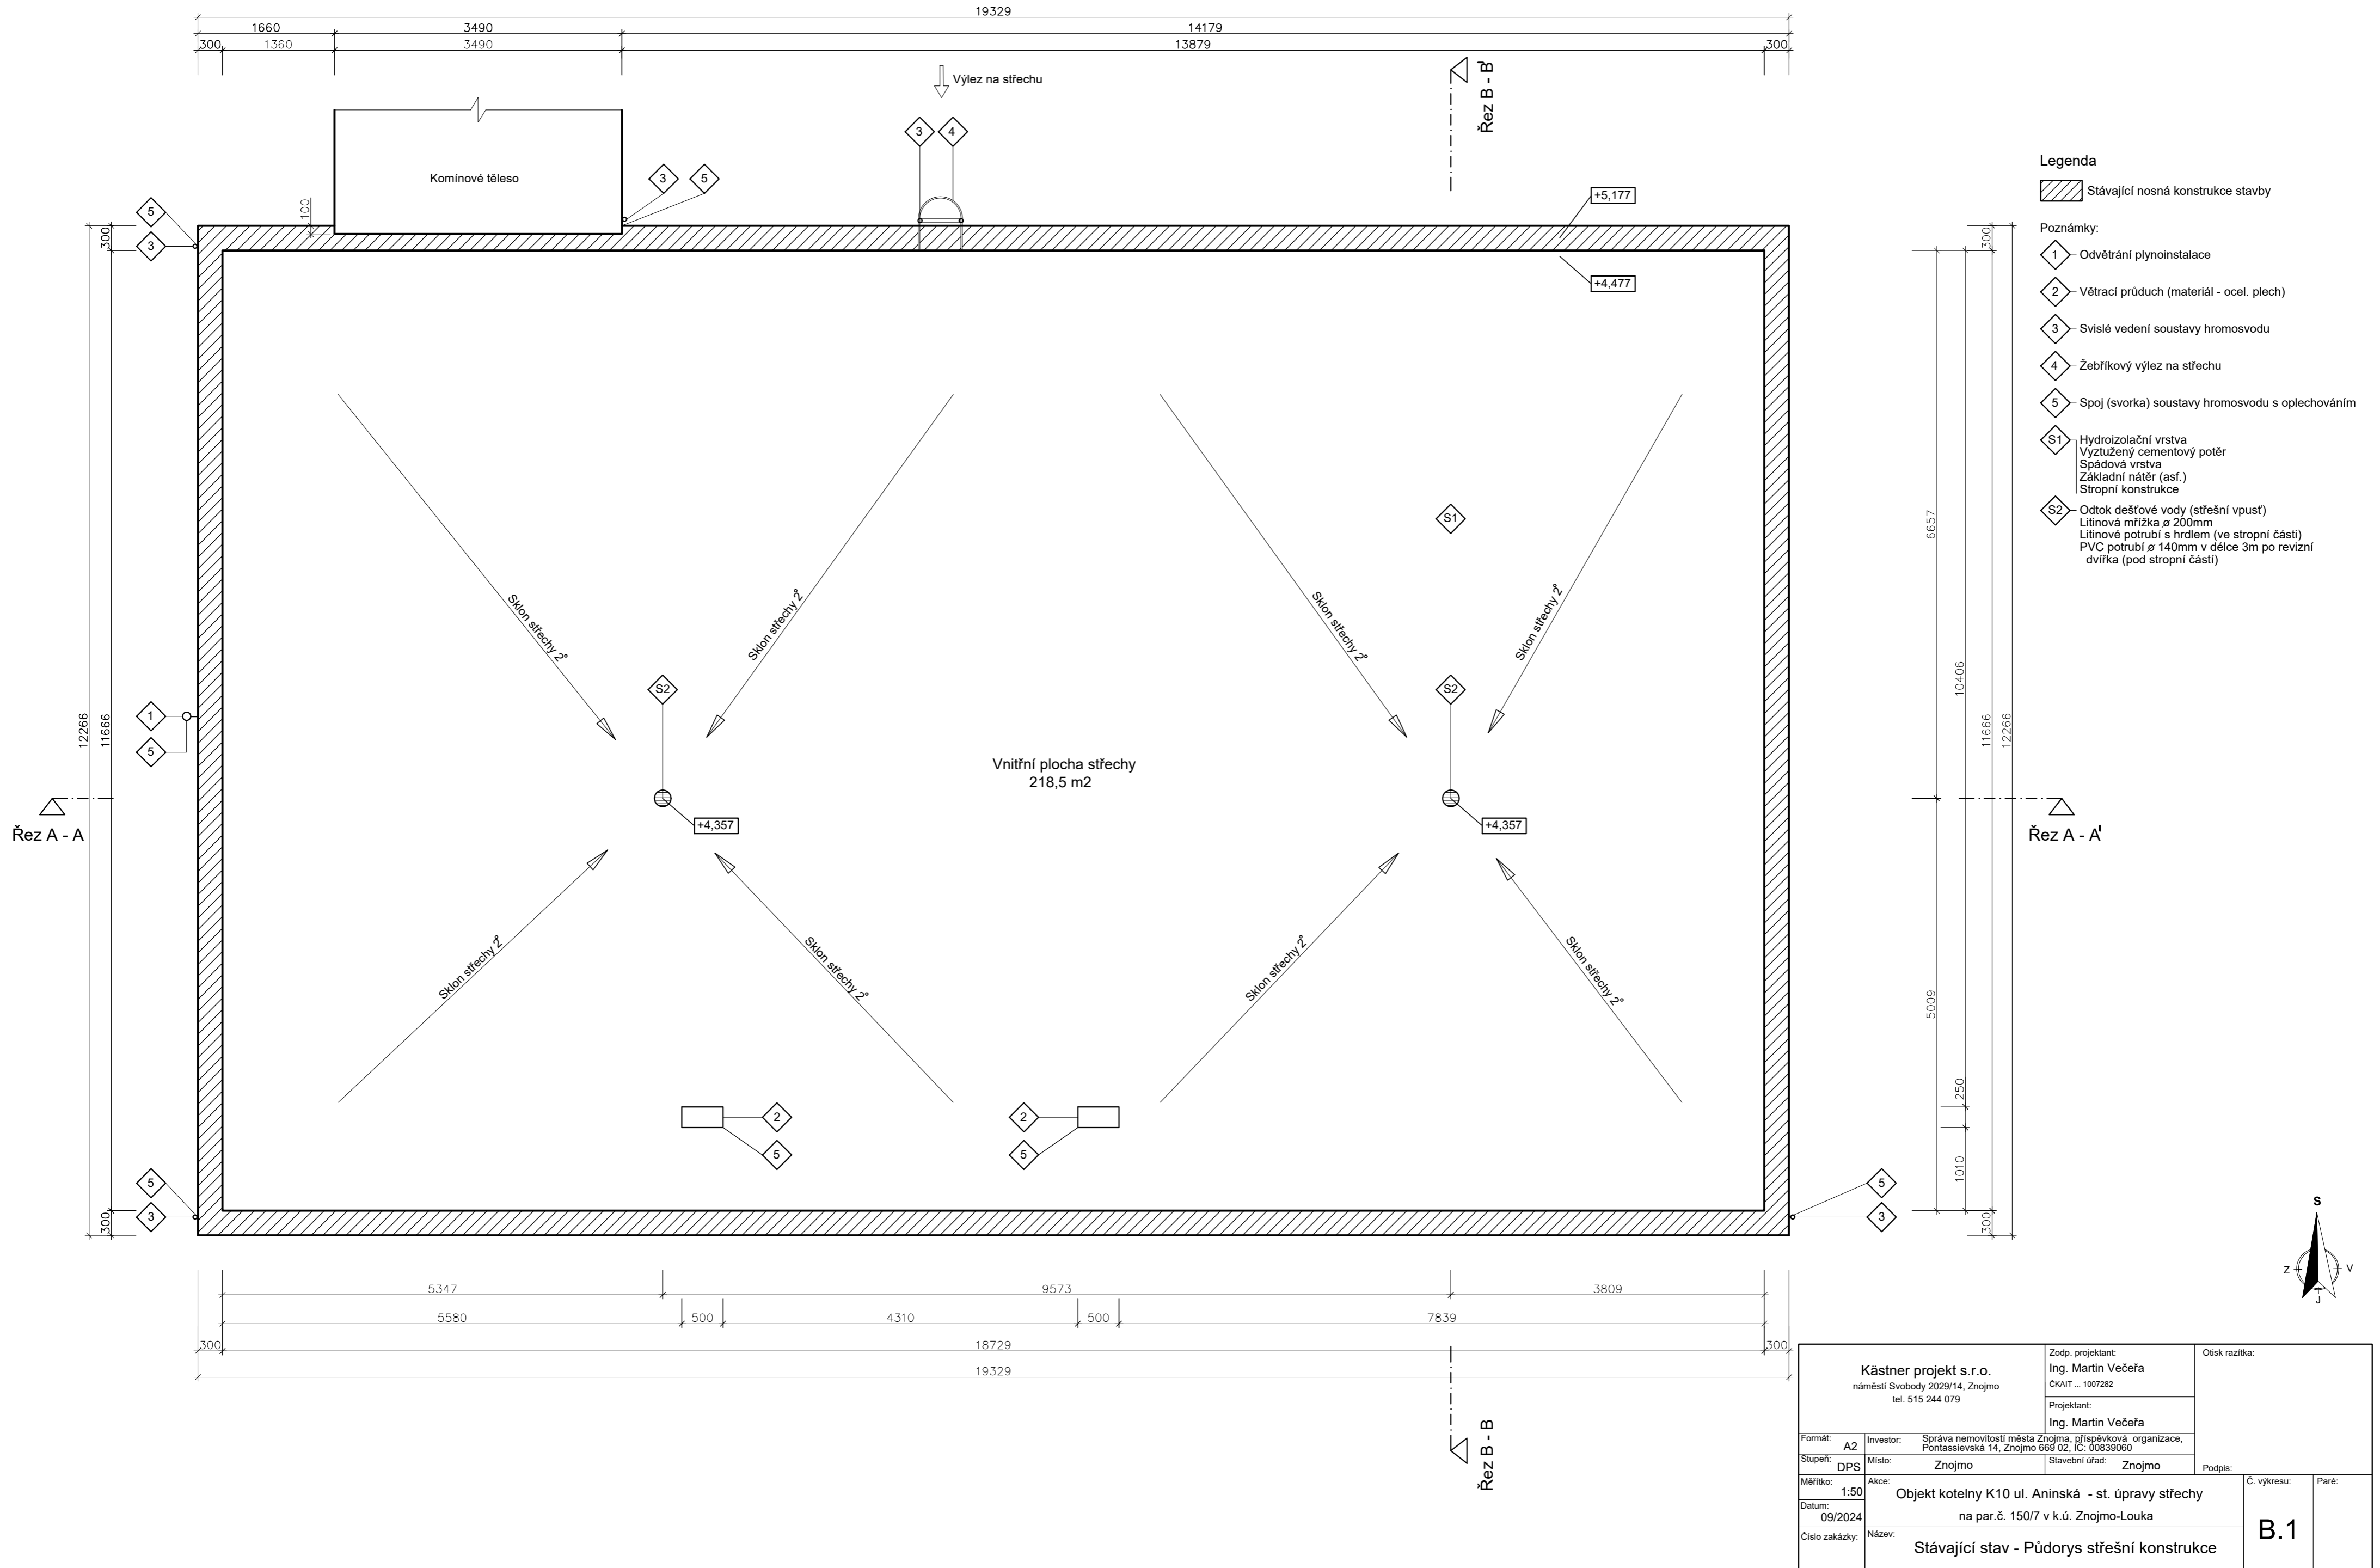 19329
1660
3490
14179
300
1360
3490
13879
300
Výlez na střechu
Řez B - B'
3
4
Komínové těleso
3
5
100
5
3
300
+5,177
+4,477
300
Legenda
Stávající nosná konstrukce stavby
Poznámky:
1
Odvětrání plynoinstalace
2
Větrací průduch (materiál - ocel. plech)
3
Svislé vedení soustavy hromosvodu
4
Žebříkový výlez na střechu
5
Spoj (svorka) soustavy hromosvodu s oplechováním
S1
Hydroizolační vrstva
Vyztužený cementový potěr
Spádová vrstva
Základní nátěr (asf.)
Stropní konstrukce
S2
Odtok dešťové vody (střešní vpusť)
Litinová mřížka ø 200mm
Litinové potrubí s hrdlem (ve stropní části)
PVC potrubí ø 140mm v délce 3m po revizní
dvířka (pod stropní částí)
S1
6657
Sklon střechy 2°
Sklon střechy 2°
Sklon střechy 2°
Sklon střechy 2°
S2
S2
10406
12266
11666
1
5
11666
12266
Vnitřní plocha střechy
218,5 m2
+4,357
+4,357
Řez A - A
Řez A - A'
Sklon střechy 2°
Sklon střechy 2°
Sklon střechy 2°
Sklon střechy 2°
5009
250
2
5
2
5
1010
5
3
300
5
3
300
S
Z
V
J
5347
9573
3809
5580
500
4310
500
7839
300
18729
300
19329
Řez B - B
Kästner projekt s.r.o.
náměstí Svobody 2029/14, Znojmo
tel. 515 244 079
Zodp. projektant:
Ing. Martin Večeřa
ČKAIT ... 1007282
Projektant:
Ing. Martin Večeřa
Otisk razítka:
Podpis:
Formát:
A2
Investor:
Správa nemovitostí města Znojma, příspěvková organizace,
Pontassievská 14, Znojmo 669 02, IČ: 00839060
Stupeň:
DPS
Místo:
Znojmo
Stavební úřad:
Znojmo
Měřítko:
1:50
Akce:
Objekt kotelny K10 ul. Aninská - st. úpravy střechy
na par.č. 150/7 v k.ú. Znojmo-Louka
Datum:
09/2024
Číslo zakázky:
Název:
Stávající stav - Půdorys střešní konstrukce
Č. výkresu:
B.1
Paré: